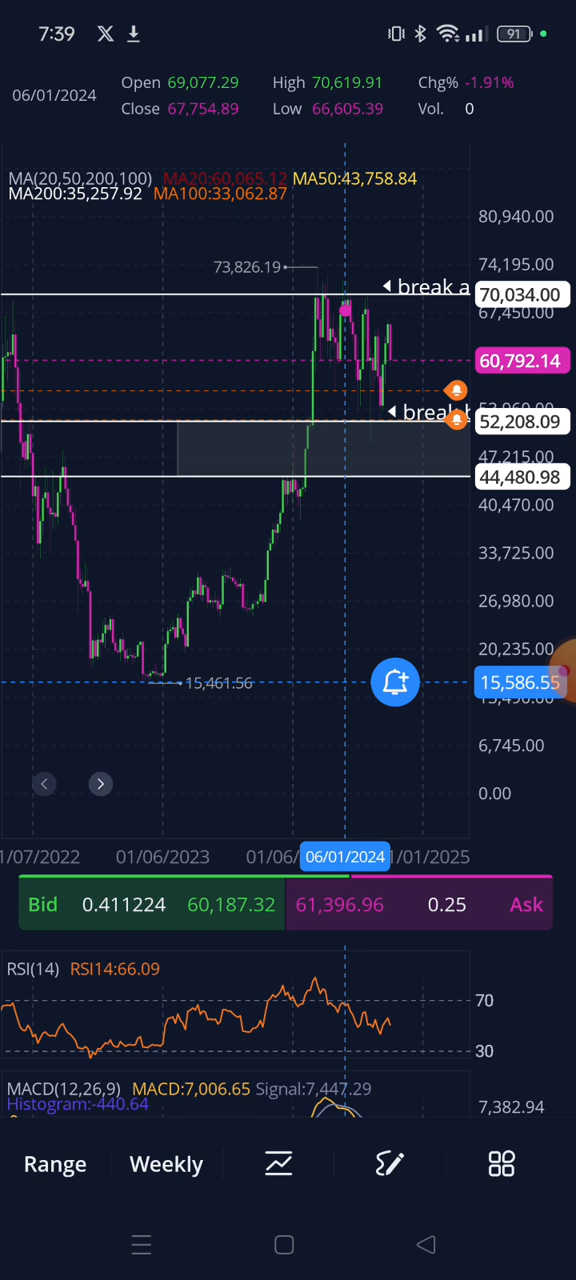 7:39 X 91
06/01/2024 Open 69,077.29 High 70,619.91 Chg% -1.91%
Close 67,754.89 Low 66,605.39 Vol. 0
MA(20,50,200,100) MA20:60,065.12 MA50:43,758.84
MA200:35,257.92 MA100:33,062.87
80,940.00
73,826.19 74,195.00
break a 70,034.00
67,450.00
60,792.14
break
52,208.09
47,215.00
44,480.98
40,470.00
33,725.00
26,980.00
20,235.00
15,461.56 15,586.55
6,745.00
0.00
1/07/2022 01/06/2023 01/06/ 06/01/2024 1/01/2025
Bid 0.411224 60,187.32 61,396.96 0.25 Ask
RSI(14) RSI14:66.09
70
30
MACD(12,26,9) MACD:7,006.65 Signal:7,447.29
Histogram:-440.64 7,382.94
Range Weekly